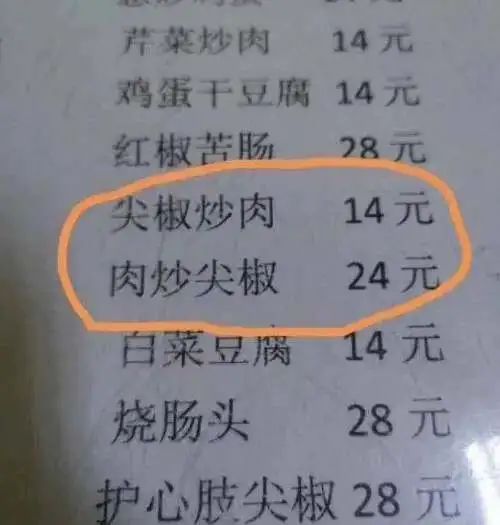 芹菜炒肉 14元
鸡蛋干豆腐 14元
红椒苦肠 28元
尖椒炒肉 14元
肉炒尖椒 24元
白菜豆腐 14元
烧肠头 28元
护心肢尖椒 28元